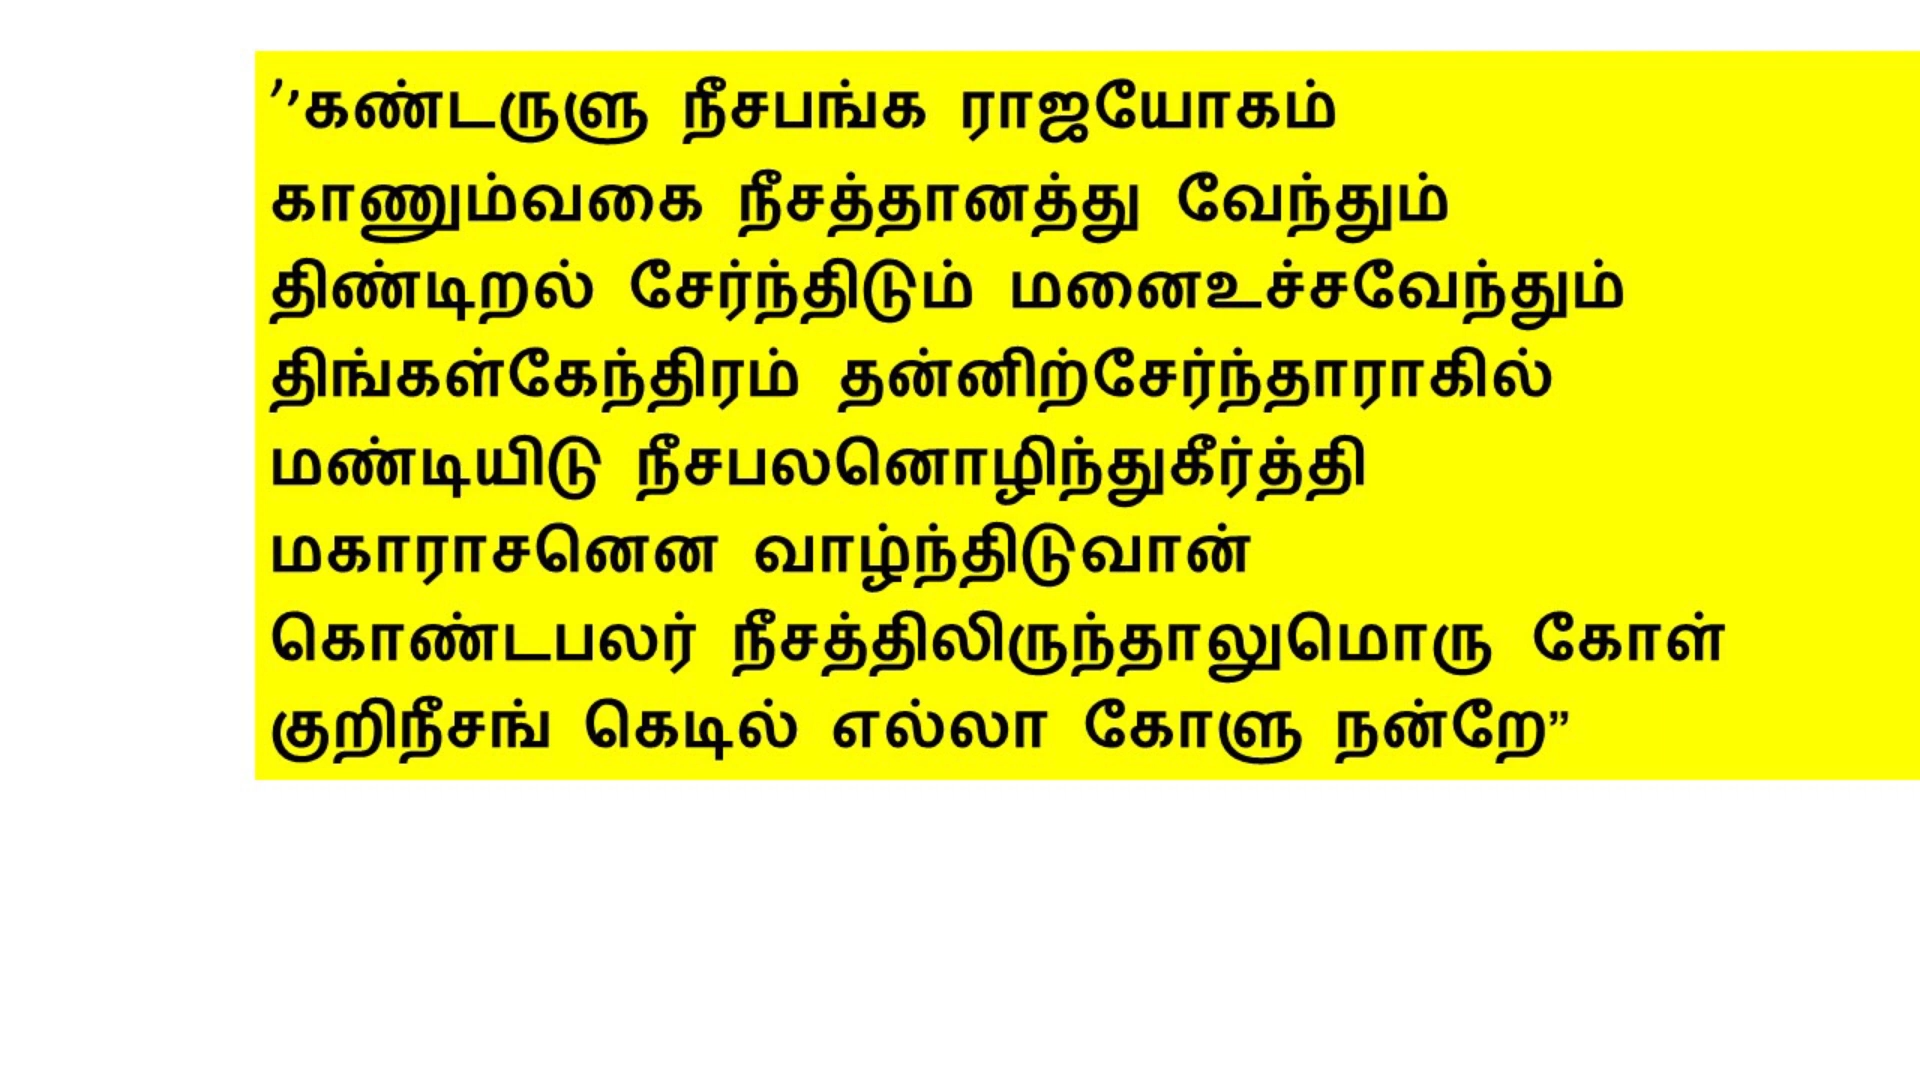 ’’கண்டருளு நீசபங்க ராஜயோகம்
காணும்வகை நீசத்தானத்து வேந்தும்
திண்டிறல் சேர்ந்திடும் மனைஉச்சவேந்தும்
திங்கள்கேந்திரம் தன்னிற்சேர்ந்தாராகில்
மண்டியிடு நீசபலனொழிந்துகீர்த்தி
மகாராசனென வாழ்ந்திடுவான்
கொண்டபலர் நீசத்திலிருந்தாலுமொரு கோள்
குறிநீசங் கெடில் எல்லா கோளு நன்றே”